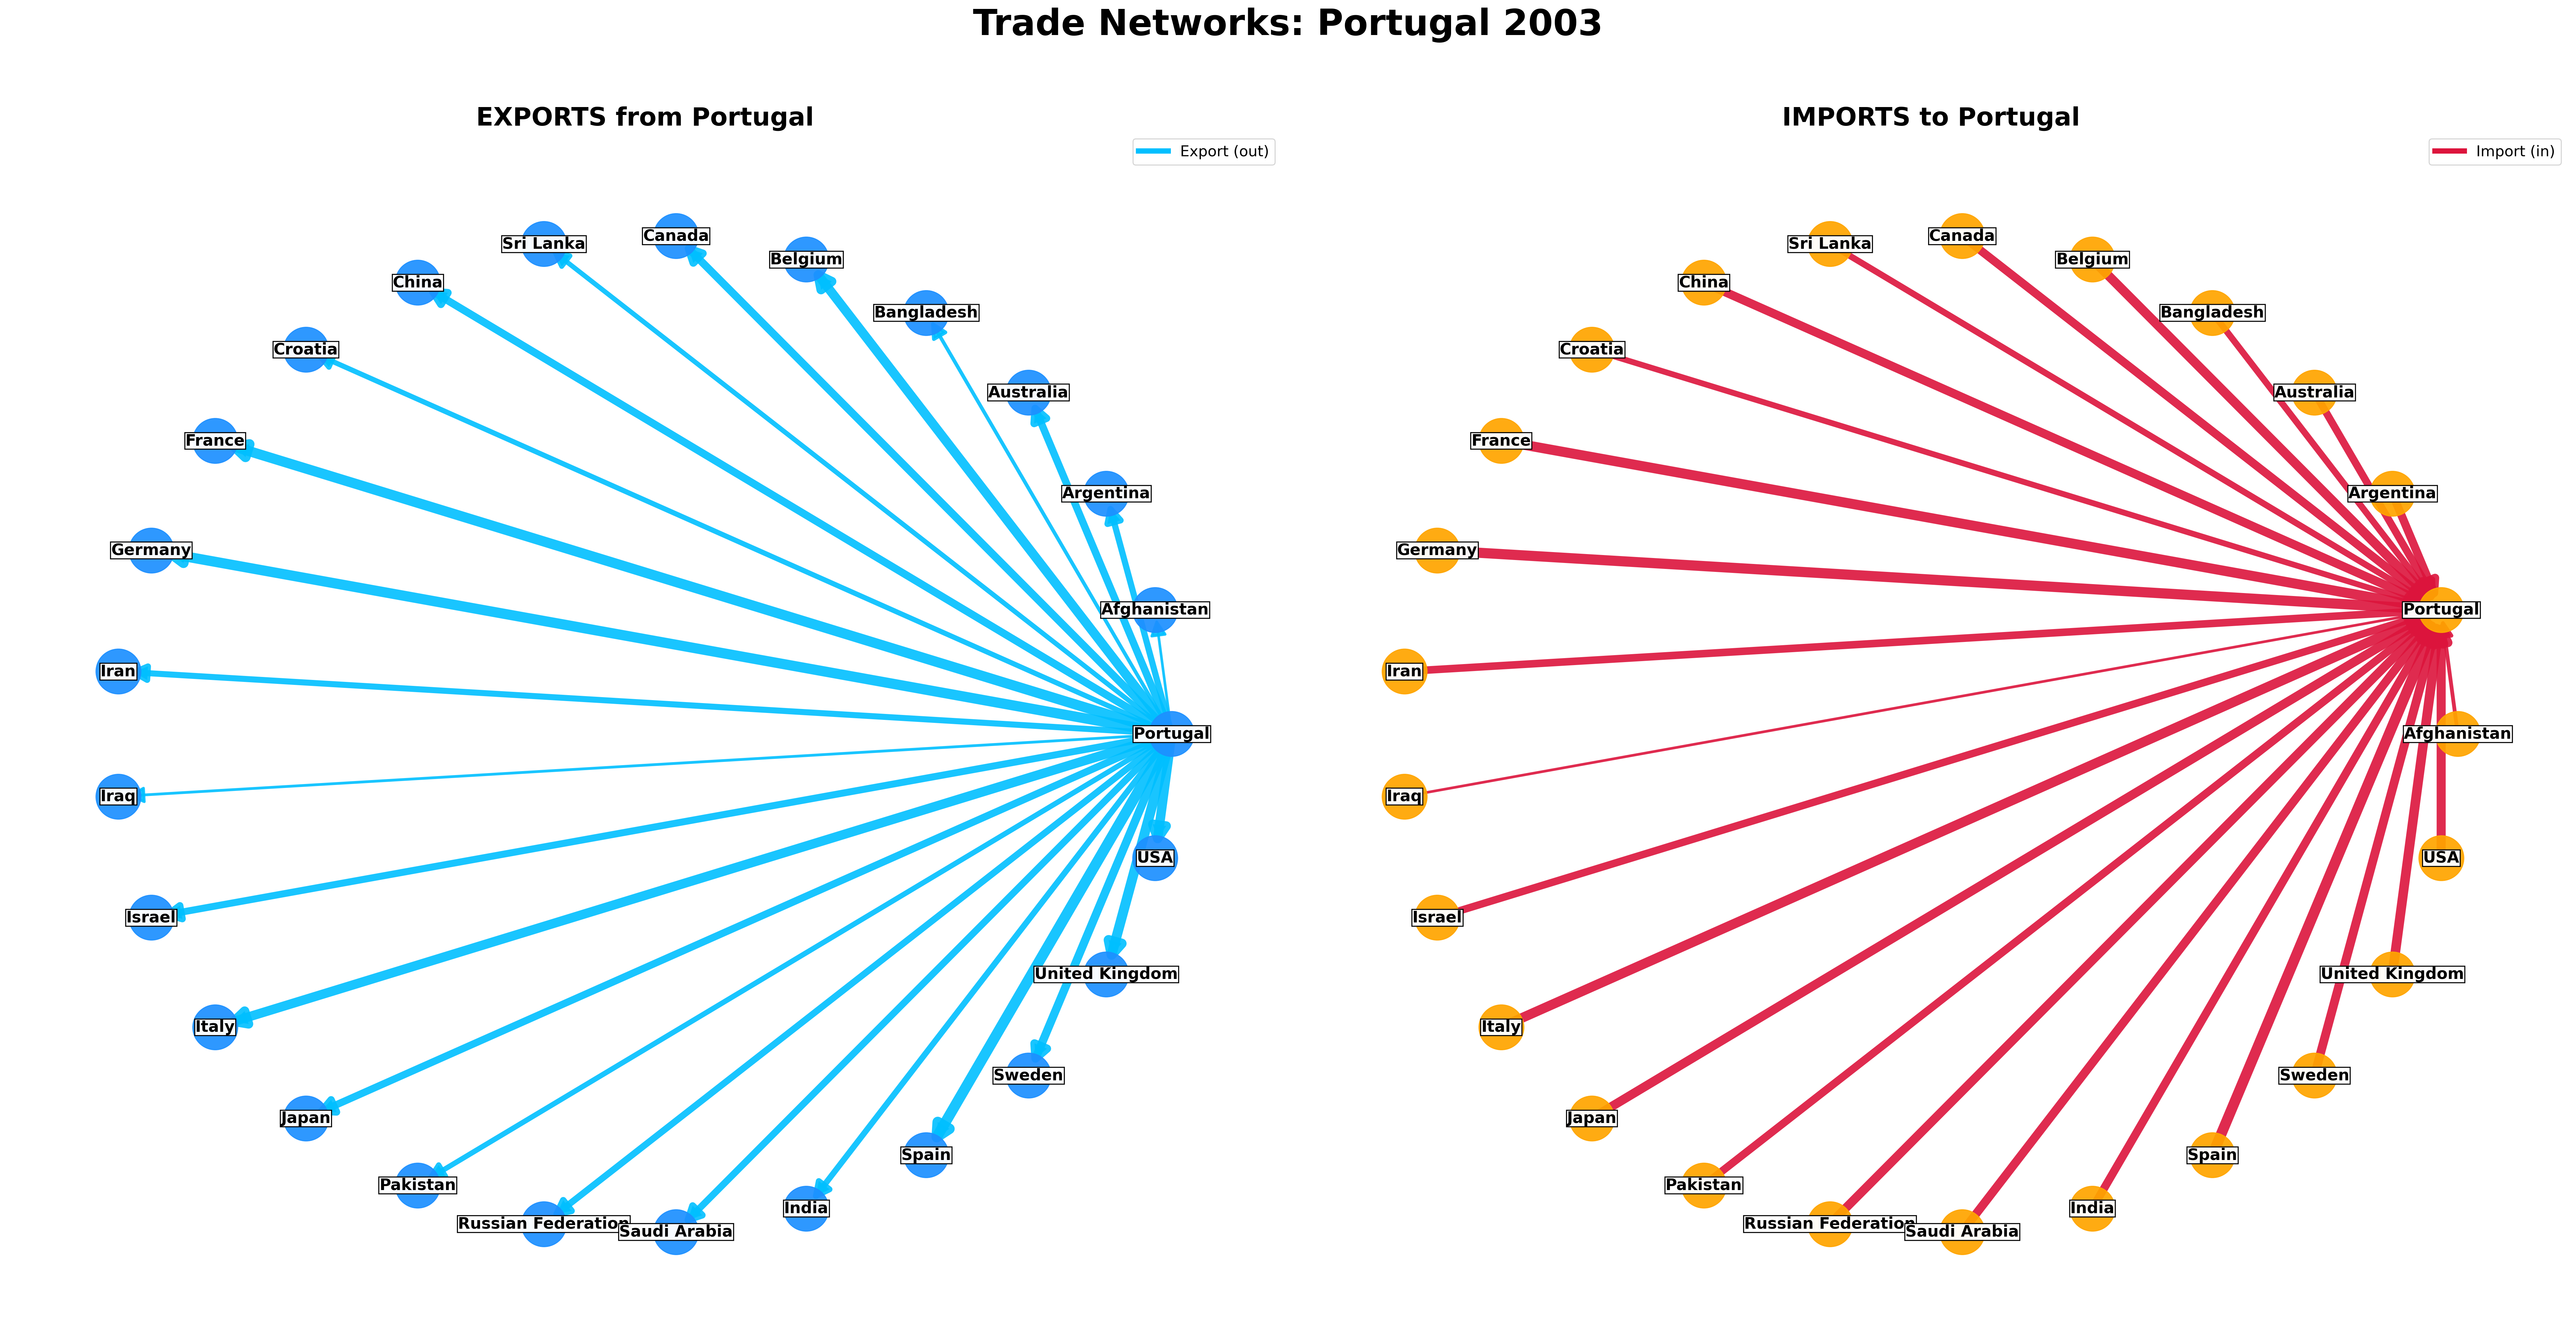 Trade Networks: Portugal 2003
EXPORTS from Portugal
Export (out)
Canada
Sri Lanka
Belgium
China
Bangladesh
Croatia
Australia
France
Argentina
Germany
Afghanistan
Iran
Portugal
Iraq
USA
Israel
United Kingdom
Italy
Sweden
Japan
Spain
Pakistan
India
Russian Federation
Saudi Arabia
IMPORTS to Portugal
Import (in)
Canada
Sri Lanka
Belgium
China
Bangladesh
Croatia
Australia
France
Argentina
Germany
Portugal
Iran
Afghanistan
Iraq
USA
Israel
United Kingdom
Italy
Sweden
Japan
Spain
Pakistan
India
Russian Federation
Saudi Arabia